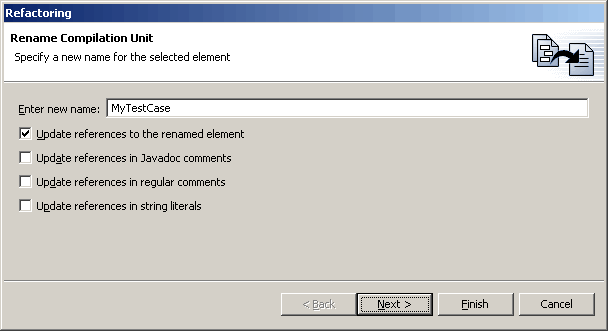 Refactoring
Rename Compilation Unit
Specify a new name for the selected element
Enter new name: MyTestCase
Update references to the renamed element
Update references in Javadoc comments
Update references in regular comments
Update references in string literals
< Back Next > Finish Cancel